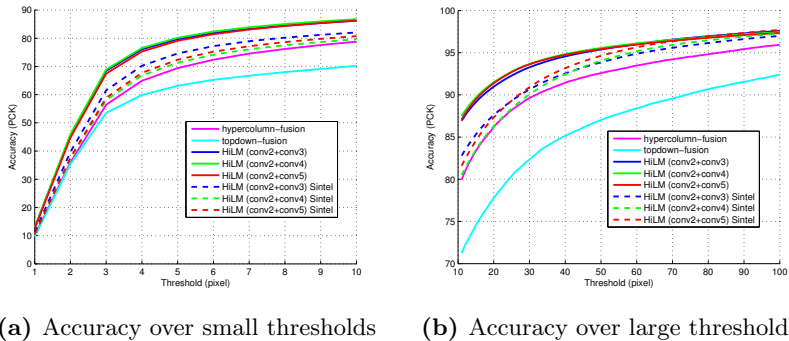 90
80
70
60
50
40
30
20
10
0
Accuracy (PCK)
hypercolumn−fusion
topdown−fusion
HiLM (conv2+conv3)
HiLM (conv2+conv4)
HiLM (conv2+conv5)
HiLM (conv2+conv3) Sintel
HiLM (conv2+conv4) Sintel
HiLM (conv2+conv5) Sintel
1 2 3 4 5 6 7 8 9 10
Threshold (pixel)
(a) Accuracy over small thresholds
100
95
90
85
80
75
70
Accuracy (PCK)
hypercolumn−fusion
topdown−fusion
HiLM (conv2+conv3)
HiLM (conv2+conv4)
HiLM (conv2+conv5)
HiLM (conv2+conv3) Sintel
HiLM (conv2+conv4) Sintel
HiLM (conv2+conv5) Sintel
10 20 30 40 50 60 70 80 90 100
Threshold (pixel)
(b) Accuracy over large threshold